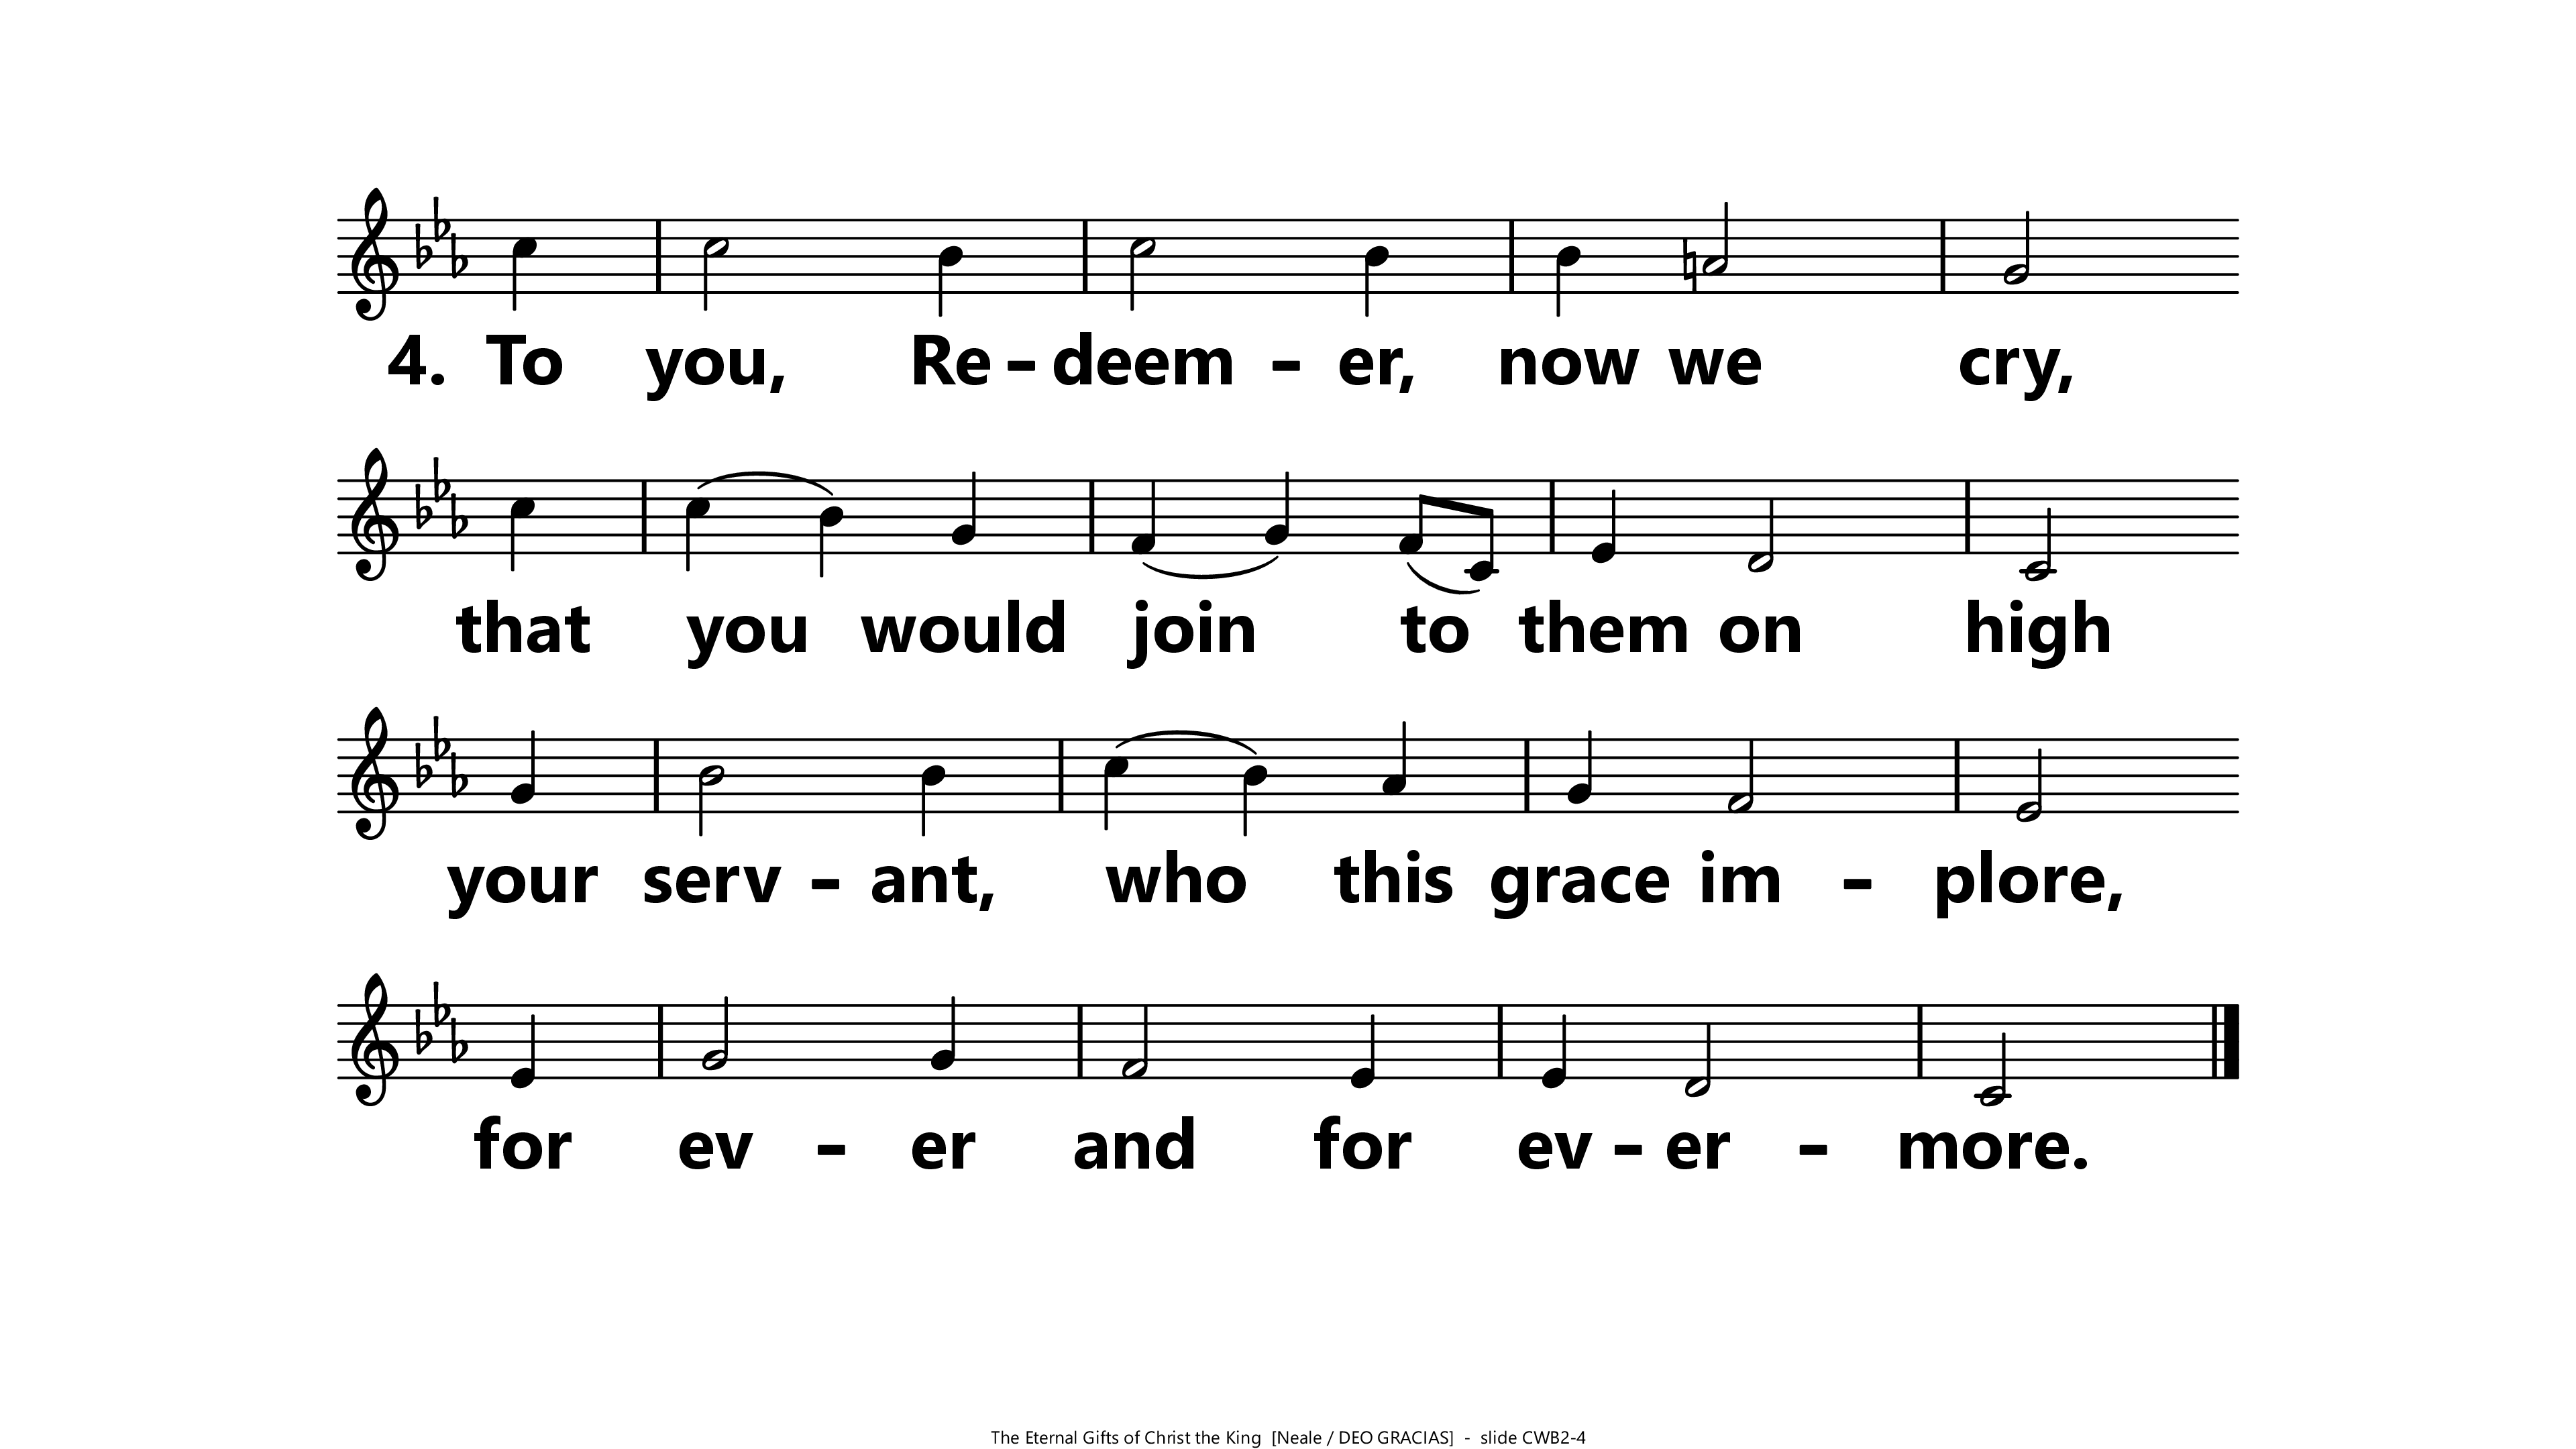 4. To you, Re - deem - er, now we cry,
that you would join to them on high
your serv - ant, who this grace im - plore,
for ev - er and for ev - er - more.
The Eternal Gifts of Christ the King [Neale / DEO GRACIAS] - slide CWB2-4